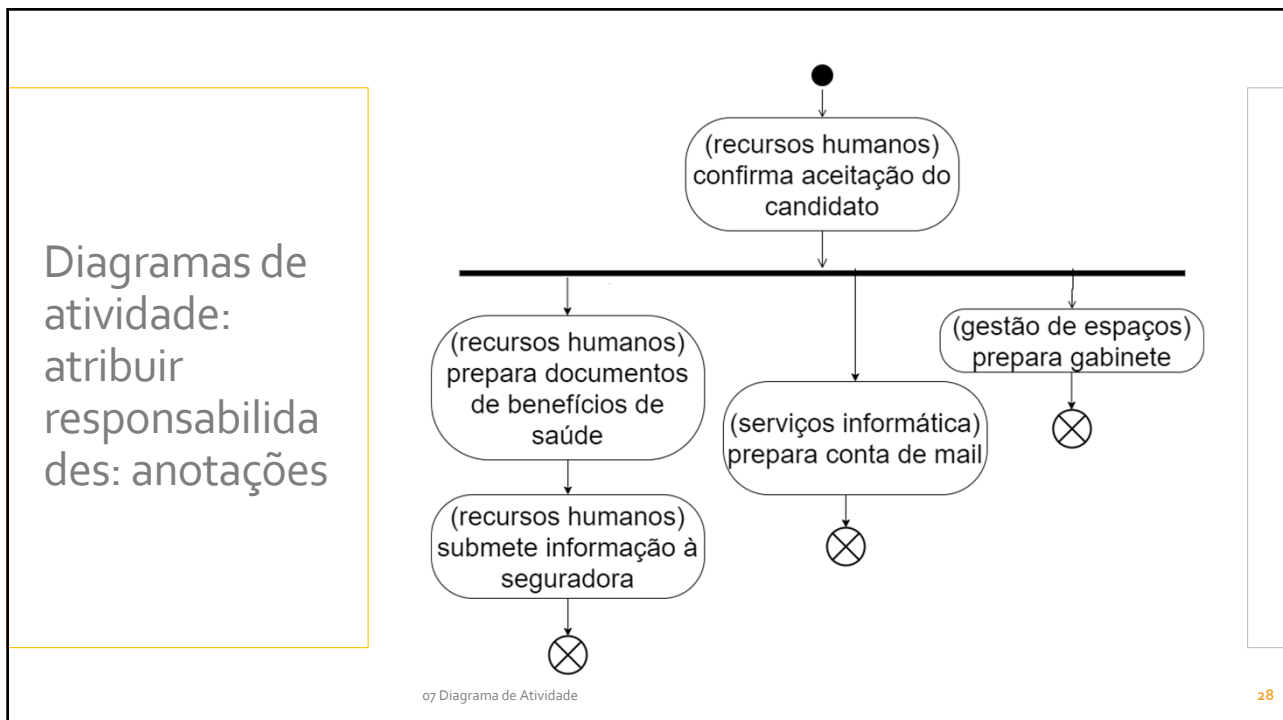 Diagramas de
atividade:
atribuir
responsabilida
des: anotações
(recursos humanos)
confirma aceitação do
candidato
(recursos humanos)
prepara documentos
de benefícios de
saúde
(recursos humanos)
submete informação à
seguradora
(serviços informática)
prepara conta de mail
(gestão de espaços)
prepara gabinete
07 Diagrama de Atividade
28